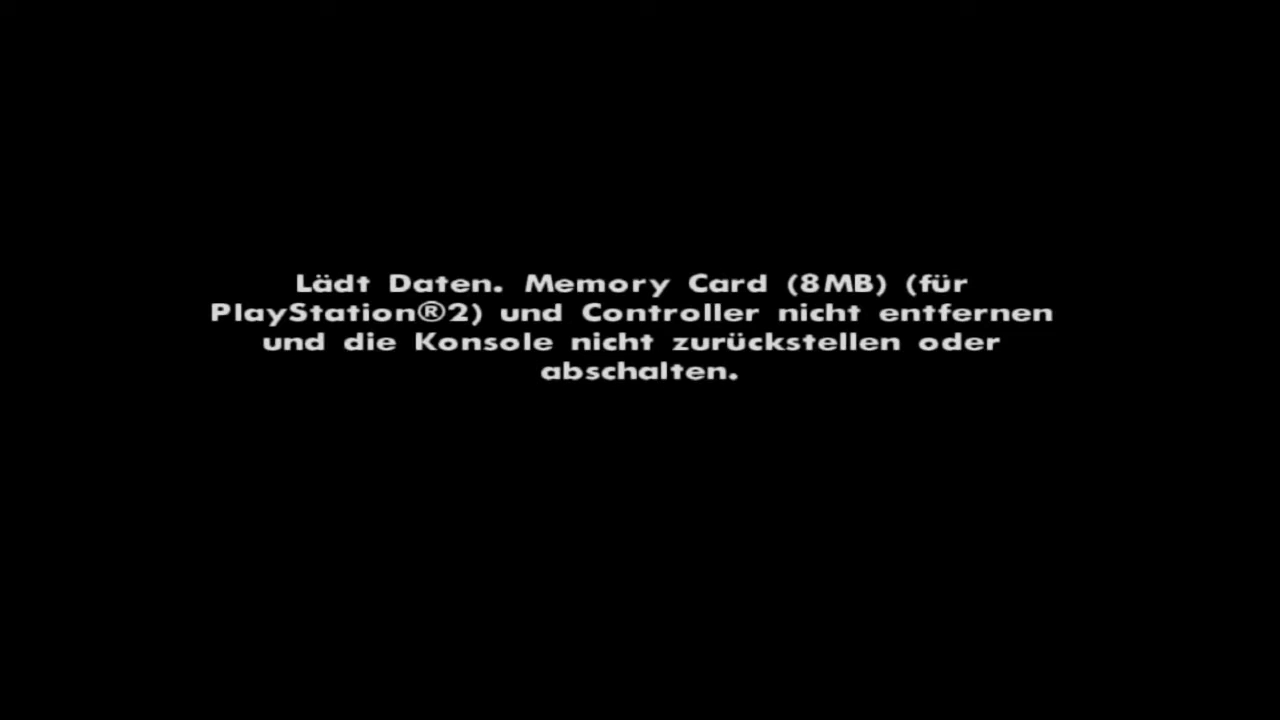 Lädt Daten. Memory Card (8MB) (für
PlayStation®2) und Controller nicht entfernen
und die Konsole nicht zurückstellen oder
abschalten.